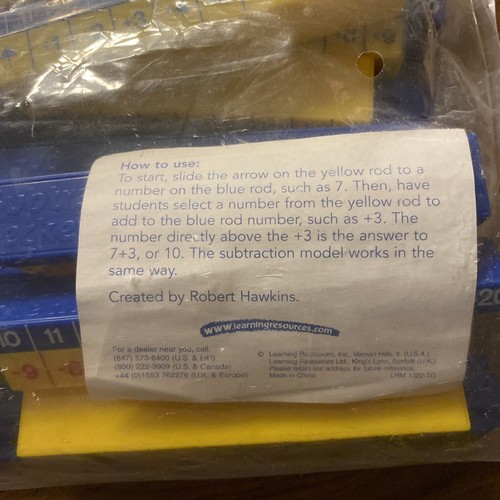 How to use:
To start, slide the arrow on the yellow rod to a
number on the blue rod, such as 7. Then, have
students select a number from the yellow rod to
add to the blue rod number, such as +3. The
number directly above the +3 is the answer to
7+3, or 10. The subtraction model works in the
same way.
Created by Robert Hawkins.
www.learningresources.com
For a dealer near you, call:
(847) 573-8400 (U.S. & Int'l)
(800) 222-3909 (U.S. & Canada)
+44 (0)1553 762276 (U.K. & Europe)
© Learning Resources, Inc., Vernon Hills, IL (U.S.A.)
Learning Resources Ltd., King's Lynn, Norfolk (U.K.)
Please retain our address for future reference.
Made in China. LRM 1322-TG
10 11
20
-9